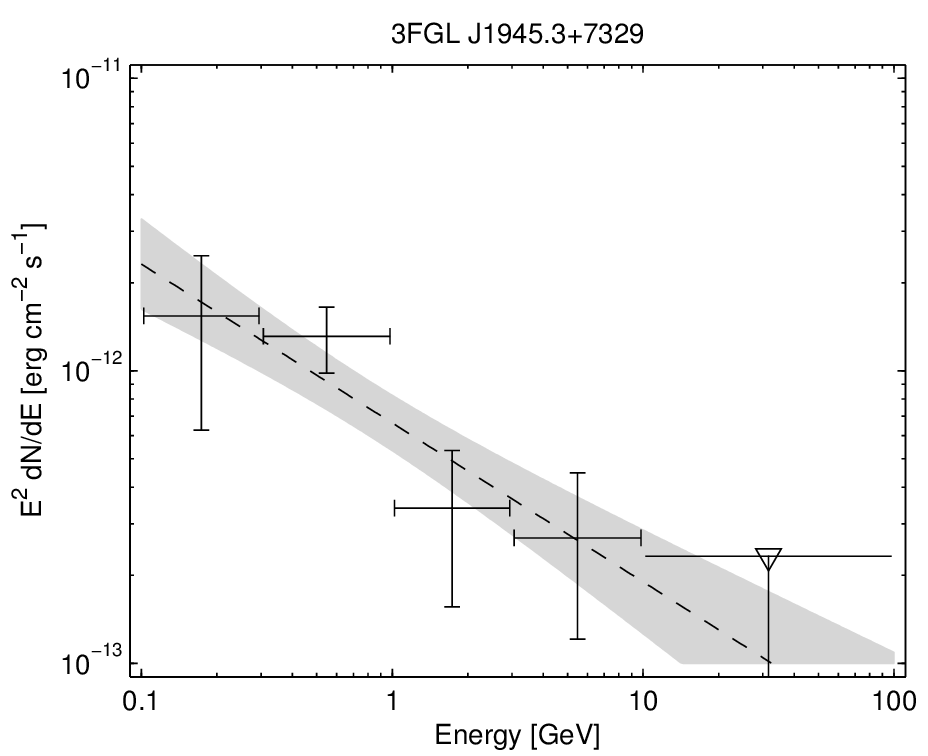 3FGL J1945.3+7329
10⁻¹¹
10⁻¹²
10⁻¹³
E² dN/dE [erg cm⁻² s⁻¹]
0.1 1 10 100
Energy [GeV]